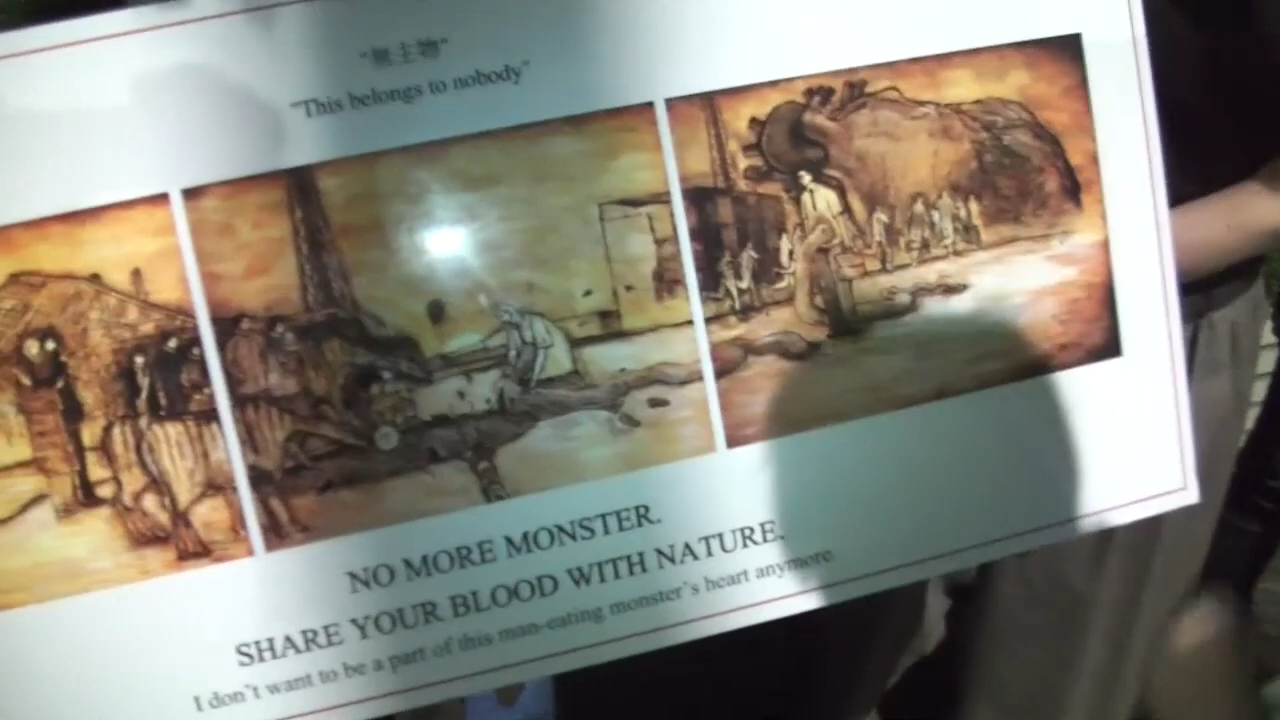 "無主物"
"This belongs to nobody"
NO MORE MONSTER.
SHARE YOUR BLOOD WITH NATURE.
I don't want to be a part of this man-eating monster's heart anymore